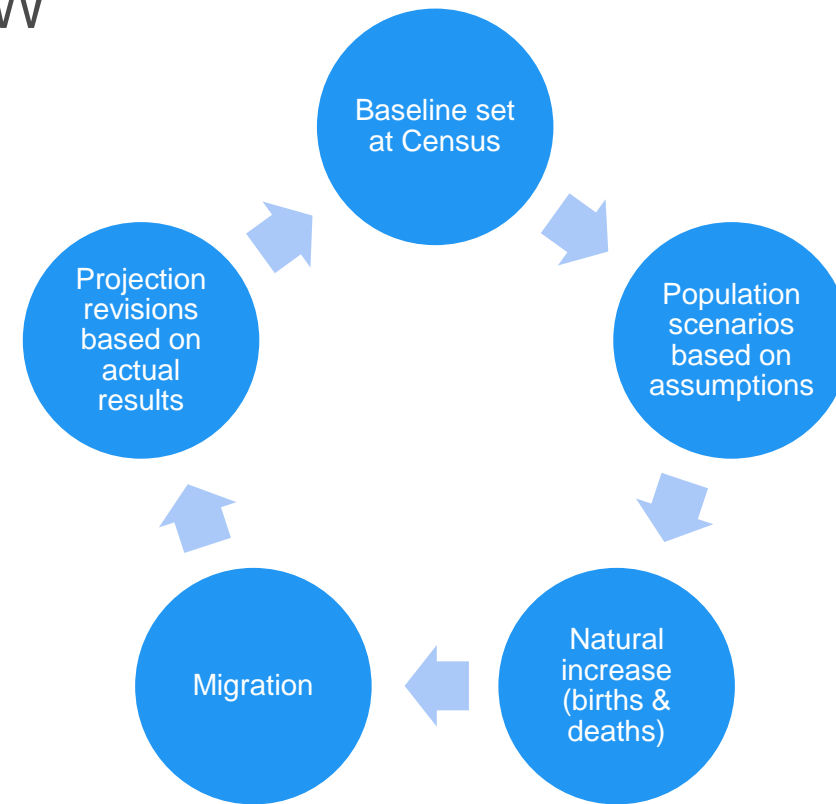 Baseline set
at Census
Population
scenarios
based on
assumptions
Natural
increase
(births &
deaths)
Migration
Projection
revisions
based on
actual
results